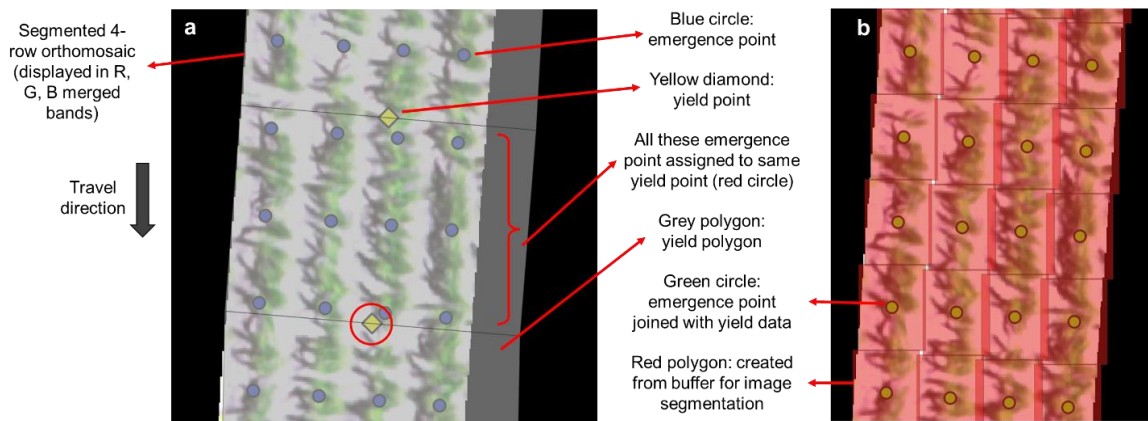 Segmented 4-
row orthomosaic
(displayed in R,
G, B merged
bands)
Travel
direction
a
Blue circle:
emergence point
Yellow diamond:
yield point
All these emergence
point assigned to same
yield point (red circle)
Grey polygon:
yield polygon
Green circle:
emergence point
joined with yield data
Red polygon: created
from buffer for image
segmentation
b